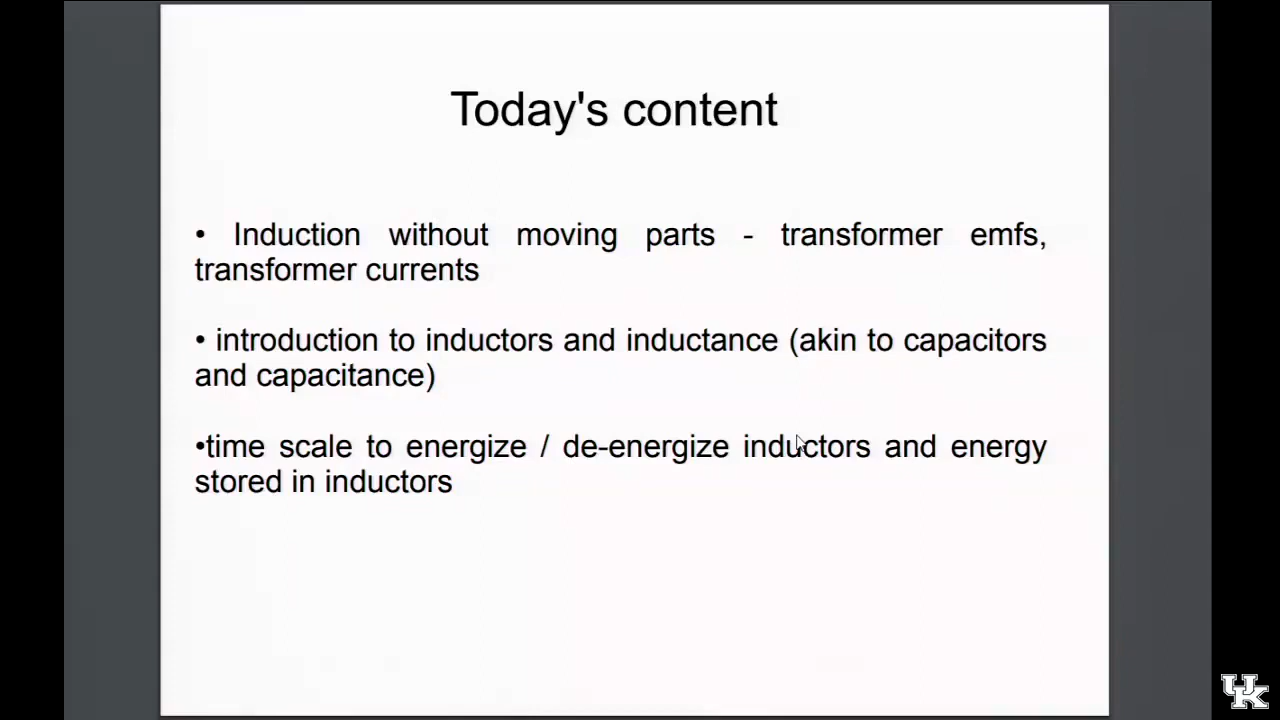 Today's content
• Induction without moving parts - transformer emfs,
transformer currents
• introduction to inductors and inductance (akin to capacitors
and capacitance)
•time scale to energize / de-energize inductors and energy
stored in inductors
UK